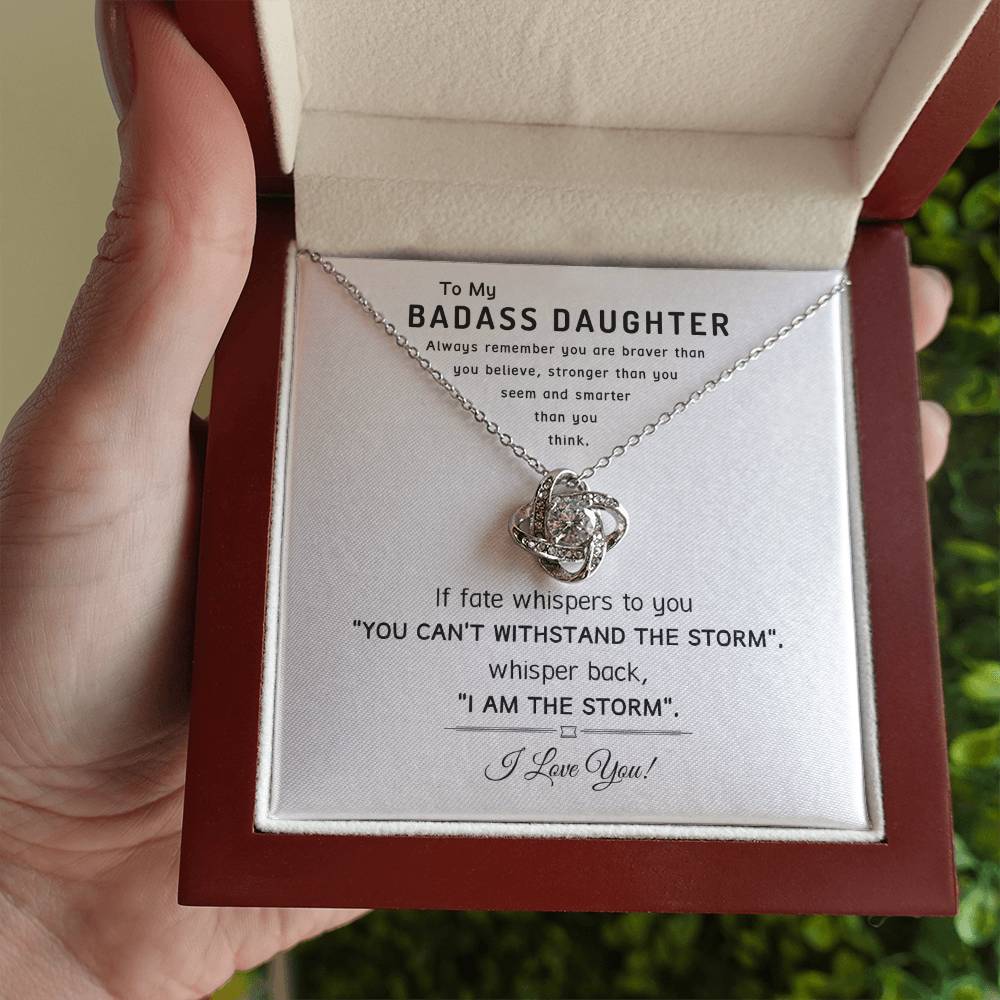 To My
BADASS DAUGHTER
Always remember you are braver than
you believe, stronger than you
seem and smarter
than you
think.
If fate whispers to you
"YOU CAN'T WITHSTAND THE STORM".
whisper back,
"I AM THE STORM".
I Love You!